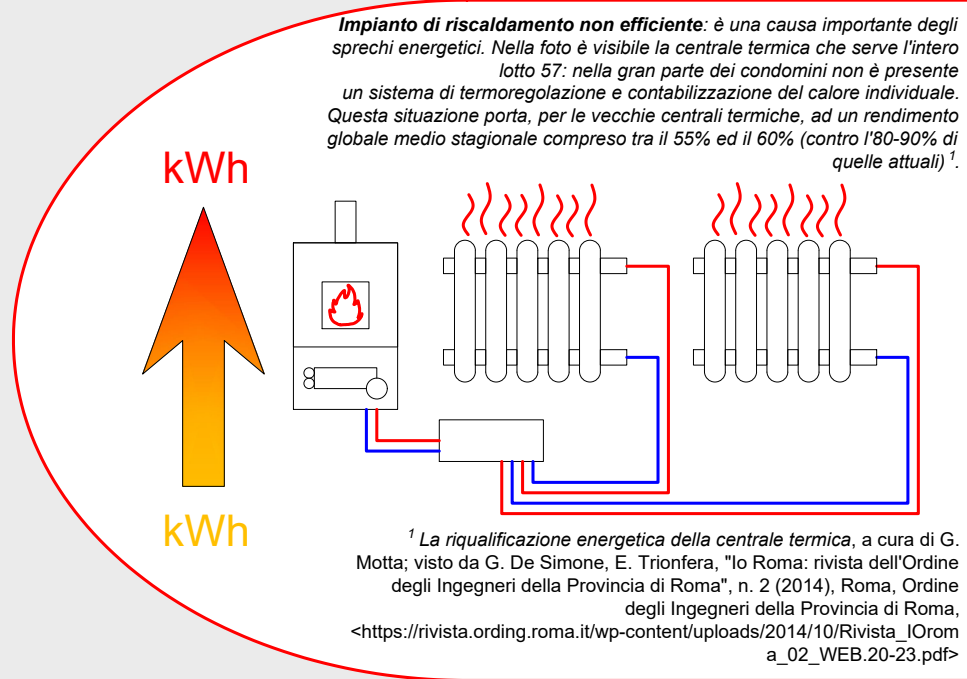 Impianto di riscaldamento non efficiente: è una causa importante degli
sprechi energetici. Nella foto è visibile la centrale termica che serve l'intero
lotto 57: nella gran parte dei condomini non è presente
un sistema di termoregolazione e contabilizzazione del calore individuale.
Questa situazione porta, per le vecchie centrali termiche, ad un rendimento
globale medio stagionale compreso tra il 55% ed il 60% (contro l'80-90% di
quelle attuali) ¹.
kWh
kWh
¹ La riqualificazione energetica della centrale termica, a cura di G.
Motta; visto da G. De Simone, E. Trionfera, "Io Roma: rivista dell'Ordine
degli Ingegneri della Provincia di Roma", n. 2 (2014), Roma, Ordine
degli Ingegneri della Provincia di Roma,
<https://rivista.ording.roma.it/wp-content/uploads/2014/10/Rivista_IOrom
a_02_WEB.20-23.pdf>